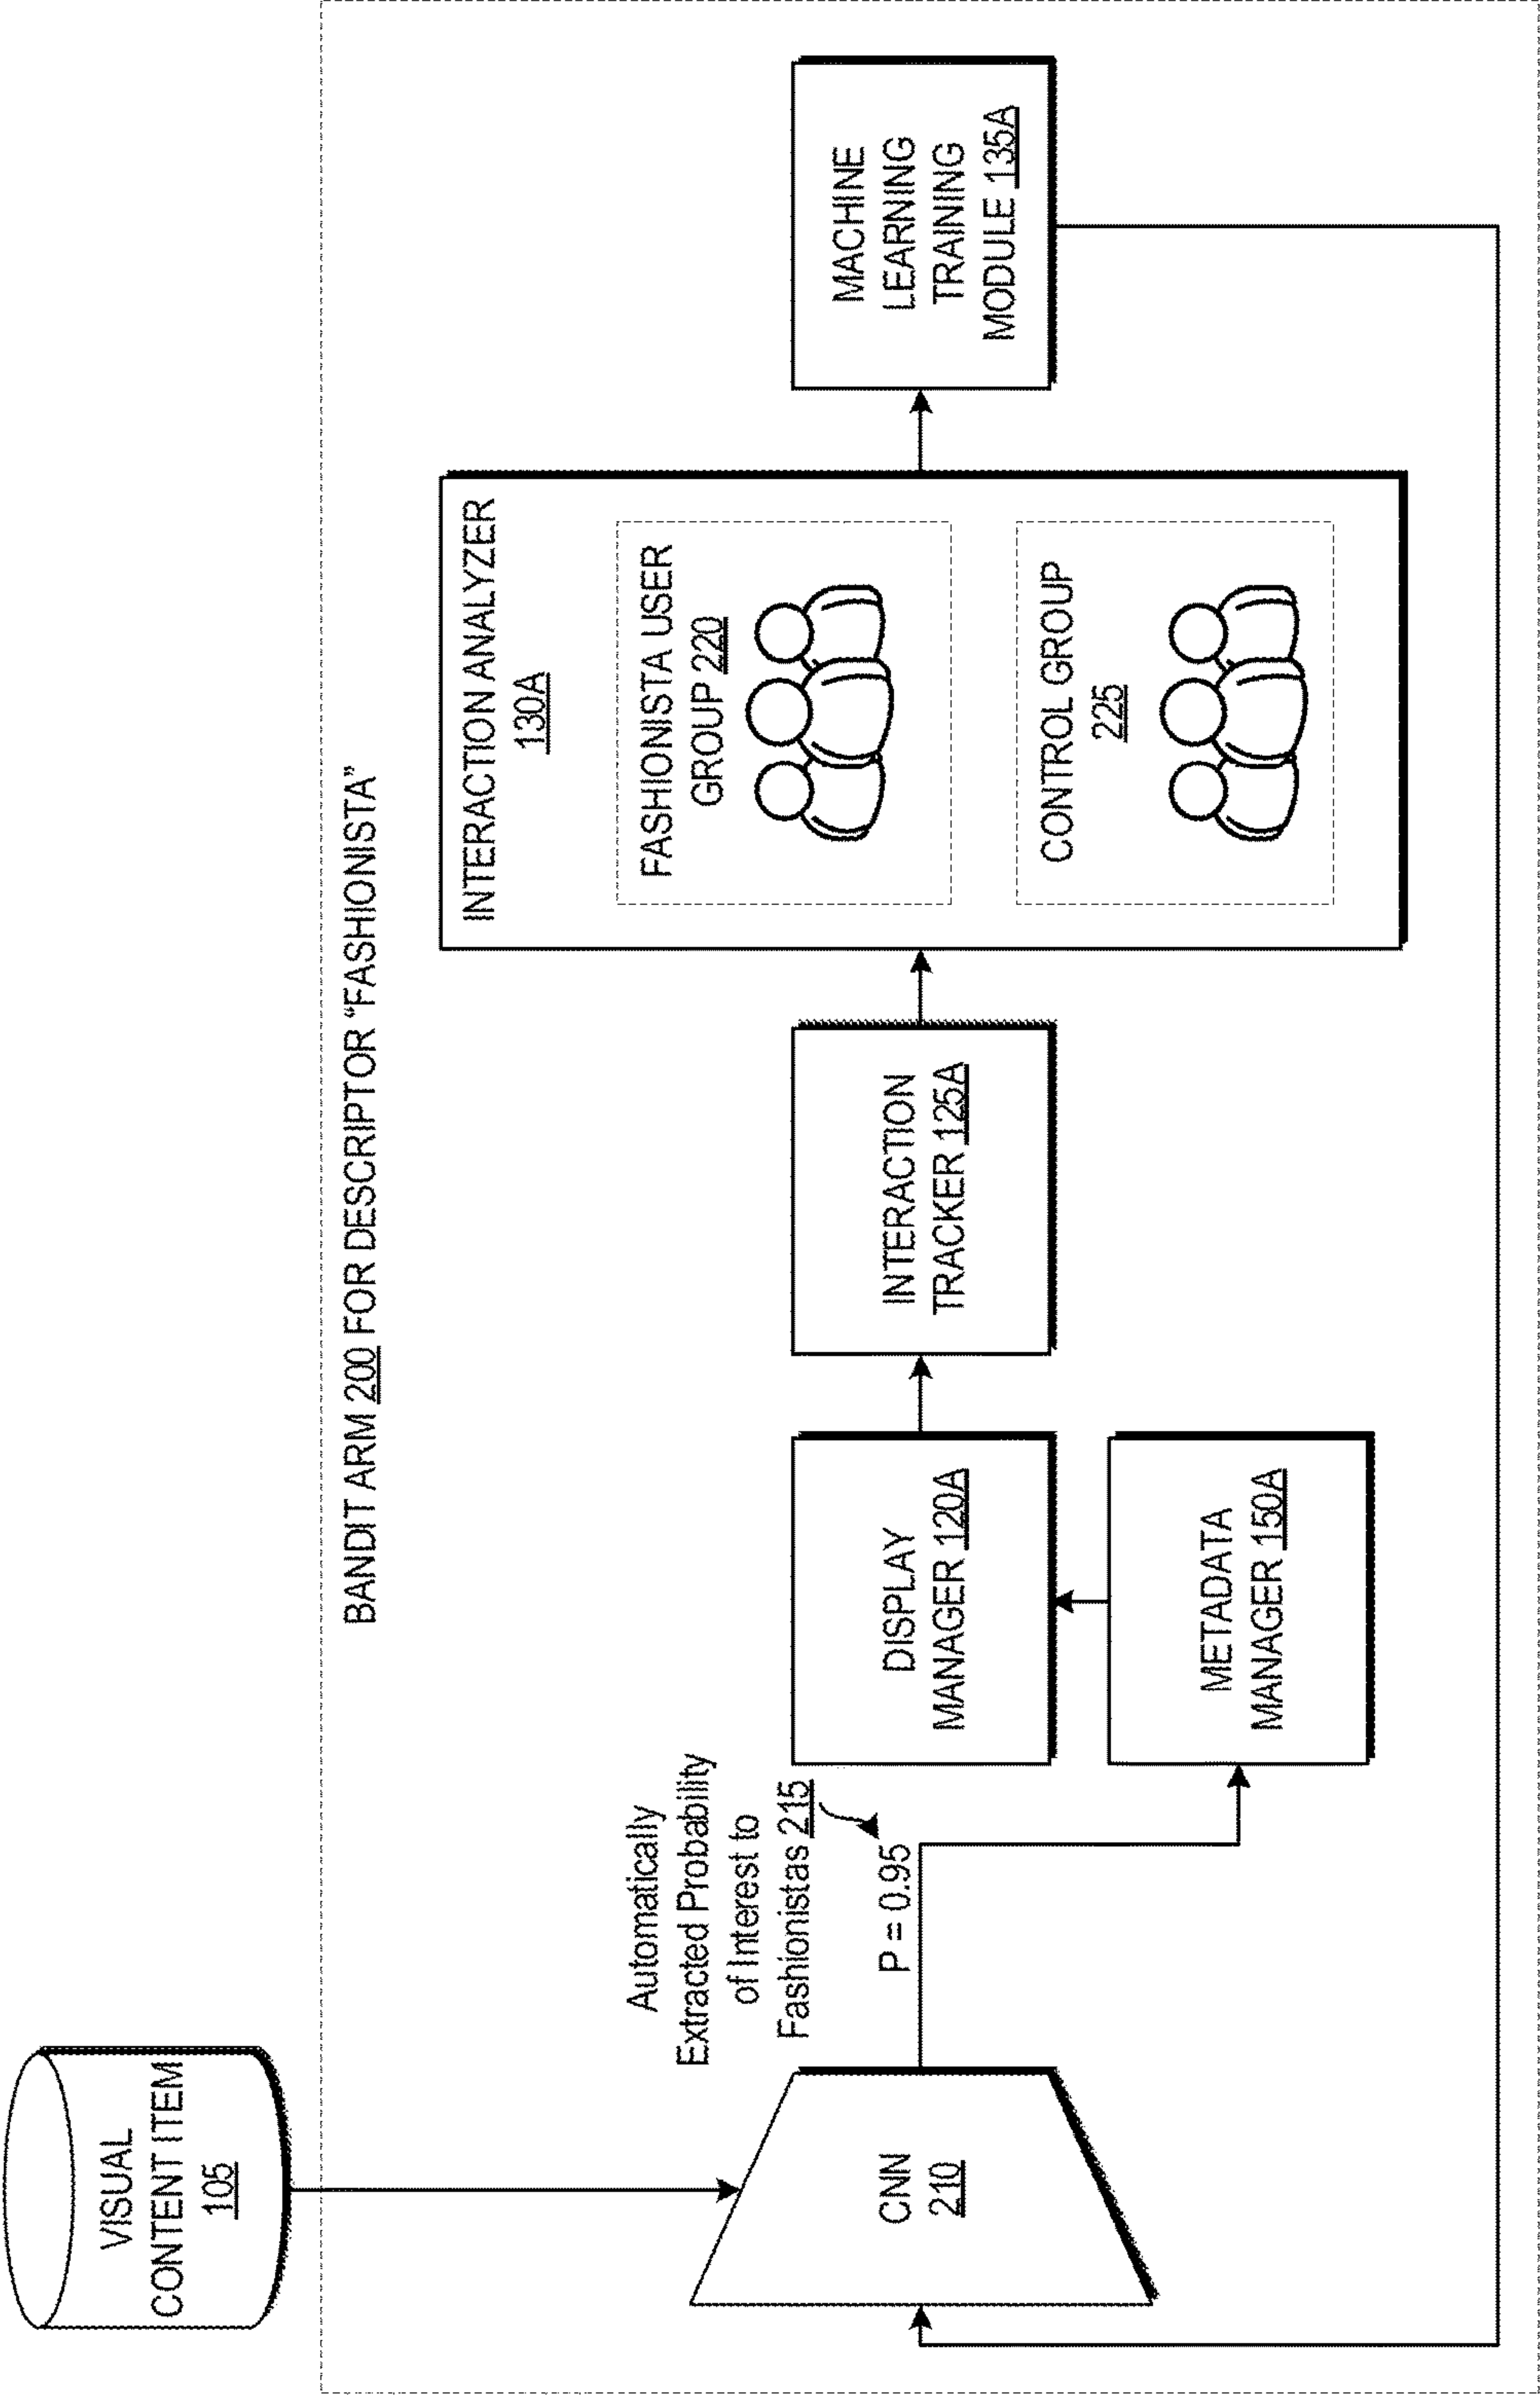 VISUAL
CONTENT ITEM
105
BANDIT ARM 200 FOR DESCRIPTOR "FASHIONISTA"
CNN
210
Automatically
Extracted Probability
of Interest to
Fashionistas 215
P = 0.95
DISPLAY
MANAGER 120A
METADATA
MANAGER 150A
INTERACTION
TRACKER 125A
INTERACTION ANALYZER
130A
FASHIONISTA USER
GROUP 220
CONTROL GROUP
225
MACHINE
LEARNING
TRAINING
MODULE 135A